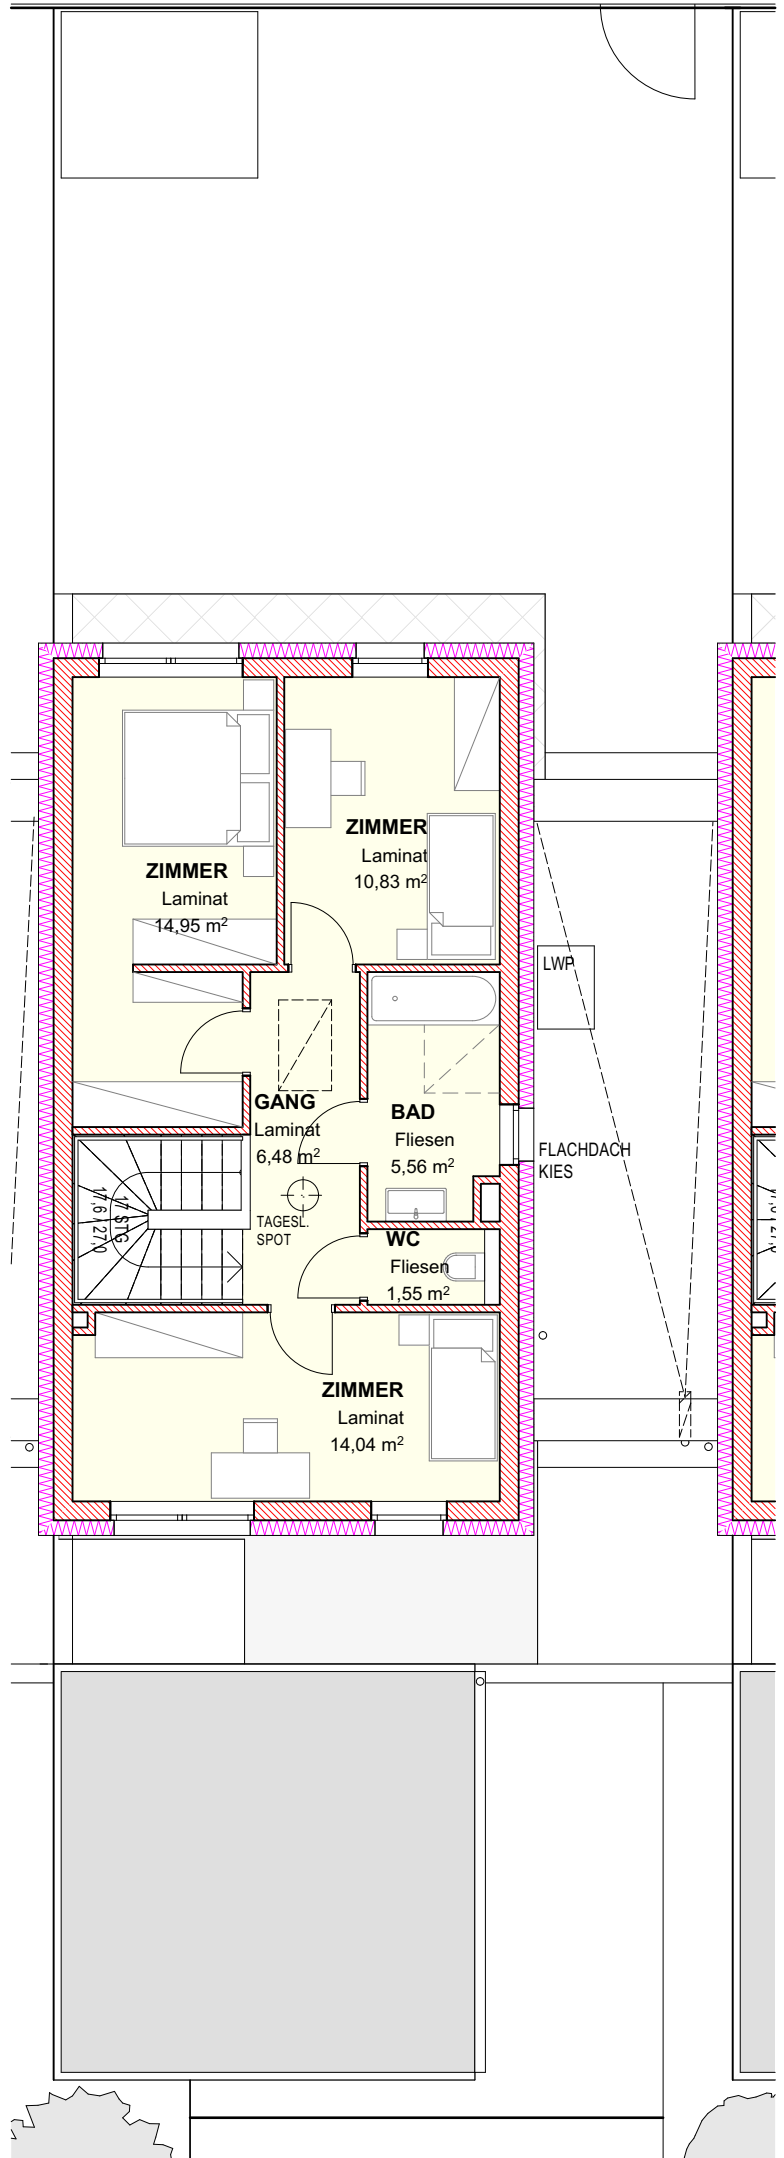 ZIMMER
Laminat
10,83 m²
ZIMMER
Laminat
14,95 m²
LWP
GANG
Laminat
6,48 m²
BAD
Fliesen
5,56 m²
FLACHDACH
KIES
17 STG
17,6 / 27,0
TAGESL.
SPOT
WC
Fliesen
1,55 m²
ZIMMER
Laminat
14,04 m²